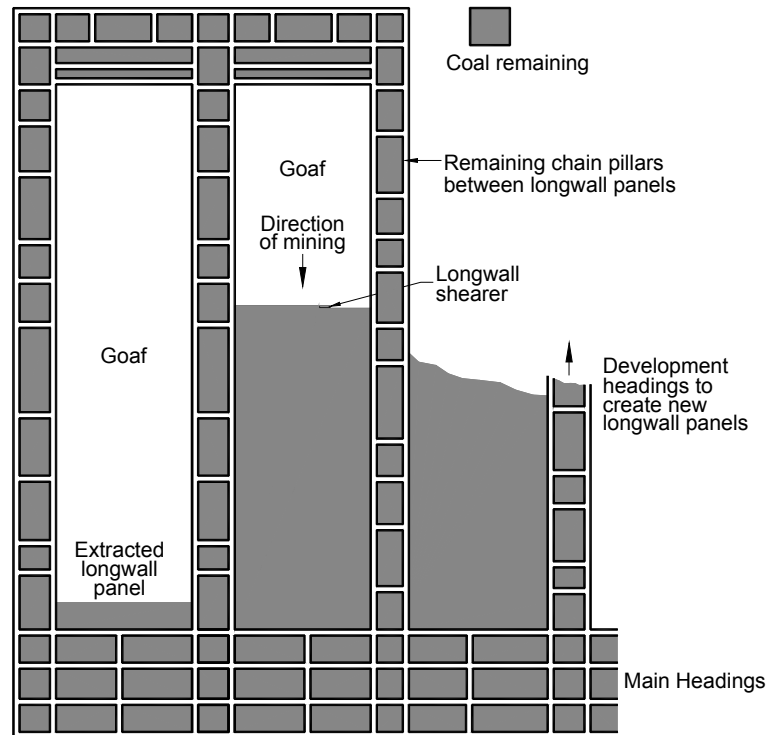 Coal remaining
Goaf
Remaining chain pillars
between longwall panels
Direction
of mining
Longwall
shearer
Goaf
Development
headings to
create new
longwall panels
Extracted
longwall
panel
Main Headings